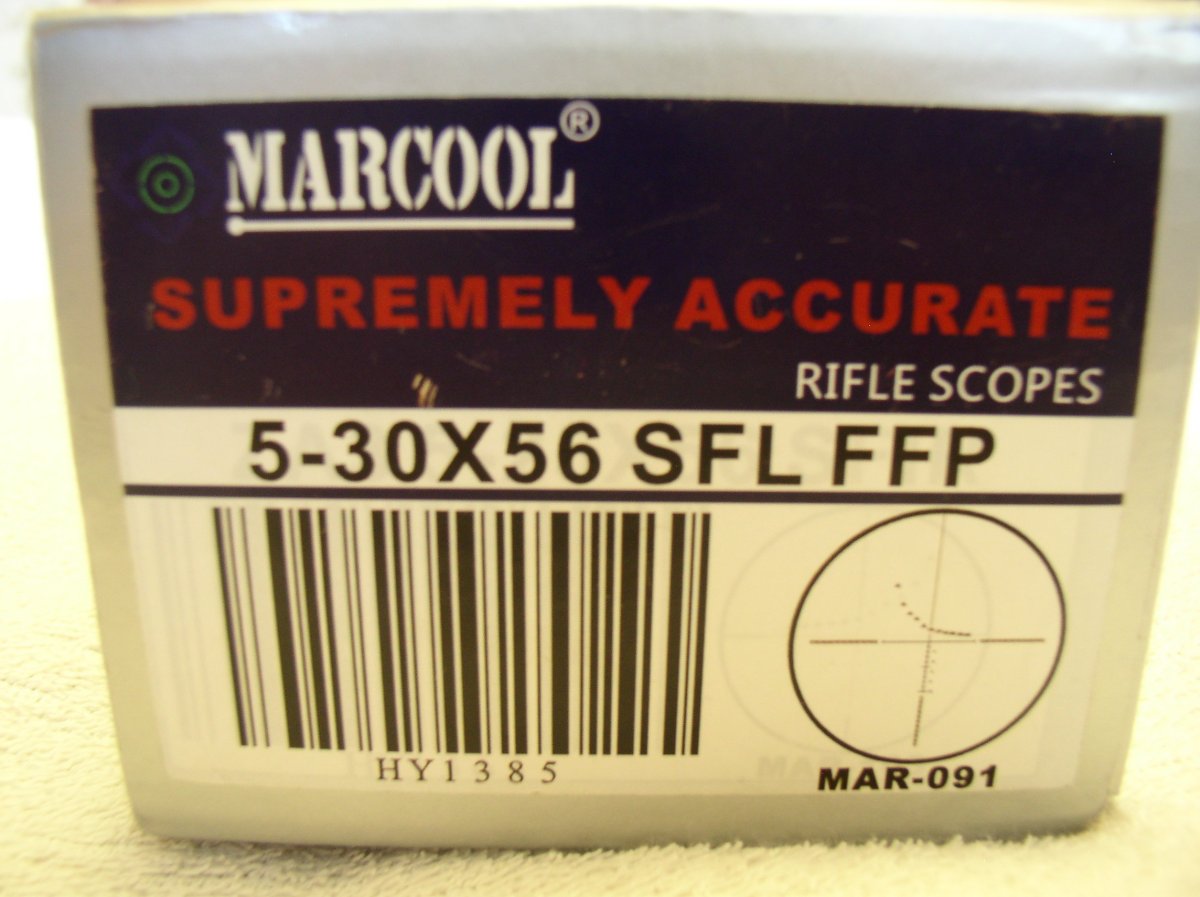 MARCOOL®
SUPREMELY ACCURATE
RIFLE SCOPES
5-30X56 SFL FFP
HY1385
MAR-091